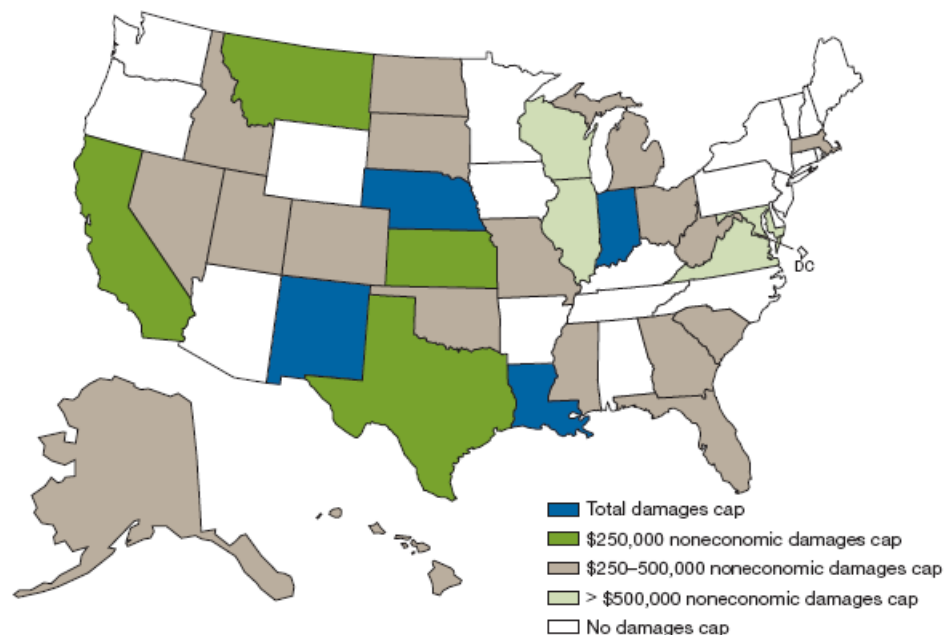 DC
Total damages cap
$250,000 noneconomic damages cap
$250–500,000 noneconomic damages cap
> $500,000 noneconomic damages cap
No damages cap